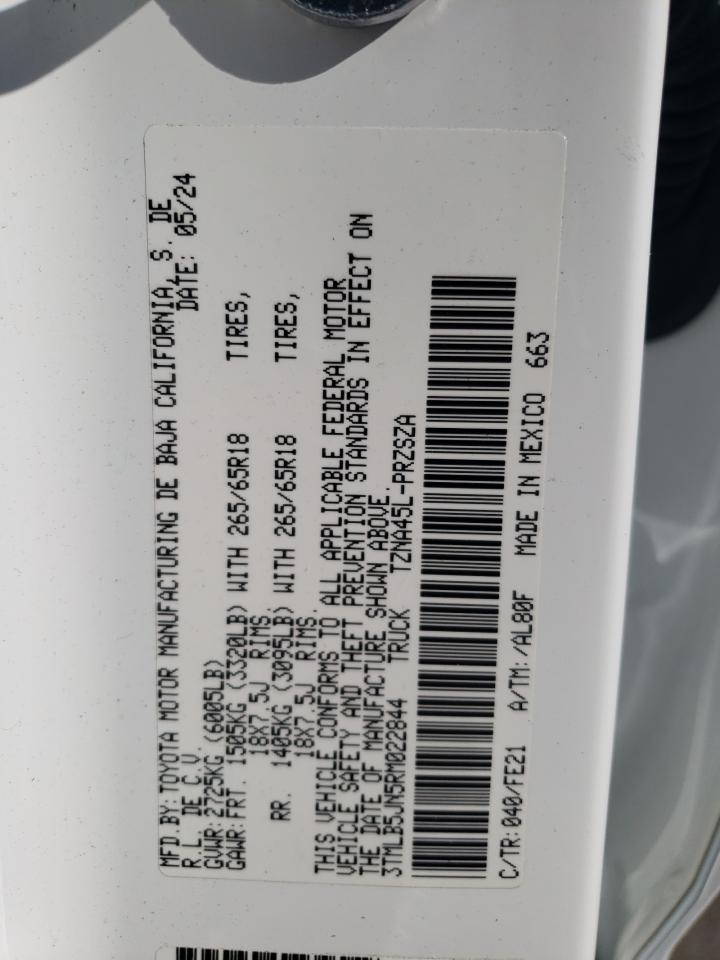 MFD.BY:TOYOTA MOTOR MANUFACTURING DE BAJA CALIFORNIA, S. DE
R.L. DE C.V. DATE: 05/24
GVWR:2725KG (6005LB)
GAWR:FRT. 1505KG (3320LB) WITH 265/65R18 TIRES,
18X7.5J RIMS.
RR. 1405KG (3095LB) WITH 265/65R18 TIRES,
18X7.5J RIMS.
THIS VEHICLE CONFORMS TO ALL APPLICABLE FEDERAL MOTOR
VEHICLE SAFETY AND THEFT PREVENTION STANDARDS IN EFFECT ON
THE DATE OF MANUFACTURE SHOWN ABOVE.
3TMLB5JN5RM022844 TRUCK TZNA45L-PRZSZA
C/TR:040/FE21 A/TM:/AL80F MADE IN MEXICO 663